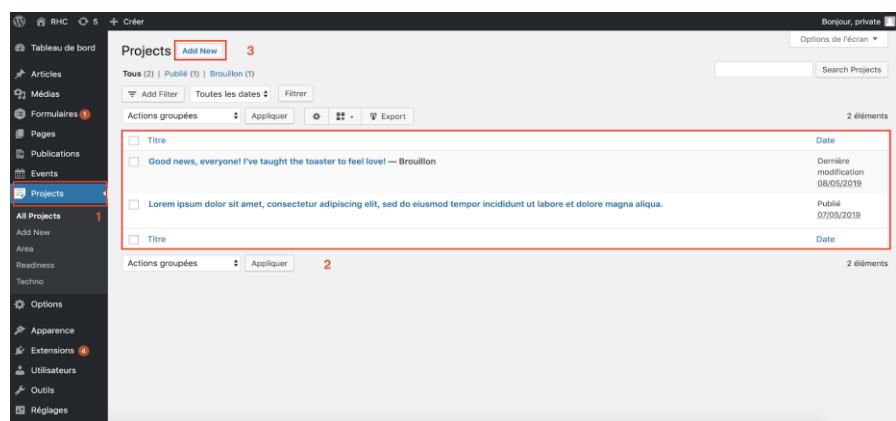 RHC 5 + Créer
Bonjour, private
Options de l'écran ▼
Tableau de bord
Articles
Médias
Formulaires 1
Pages
Publications
Events
Projects
All Projects 1
Add New
Area
Readiness
Techno
Options
Apparence
Extensions 4
Utilisateurs
Outils
Réglages
Projects Add New 3
Tous (2) | Publié (1) | Brouillon (1)
Search Projects
Add Filter Toutes les dates Filtrer
Actions groupées Appliquer Export
2 éléments
Titre Date
Good news, everyone! I've taught the toaster to feel love! — Brouillon
Dernière
modification
08/05/2019
Lorem ipsum dolor sit amet, consectetur adipiscing elit, sed do eiusmod tempor incididunt ut labore et dolore magna aliqua.
Publié
07/05/2019
Titre Date
Actions groupées Appliquer 2
2 éléments